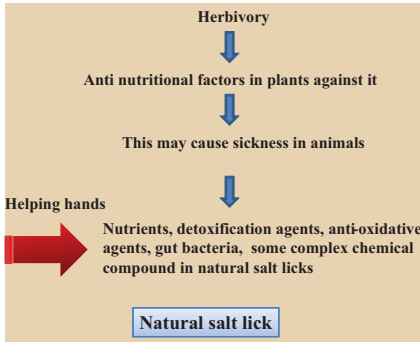 Herbivory
Anti nutritional factors in plants against it
This may cause sickness in animals
Helping hands
Nutrients, detoxification agents, anti-oxidative
agents, gut bacteria, some complex chemical
compound in natural salt licks
Natural salt lick